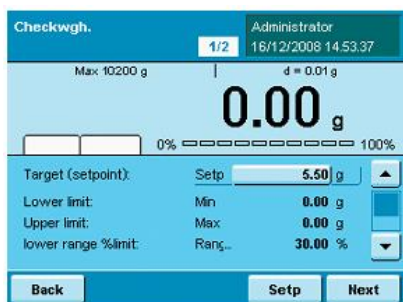 Checkwgh.
Administrator
1/2
16/12/2008 14.53.37
Max 10200 g
d = 0.01 g
0.00 g
0%
100%
Target (setpoint): Setp 5.50 g
Lower limit: Min 0.00 g
Upper limit: Max 0.00 g
lower range %limit: Rang.. 30.00 %
Back
Setp
Next